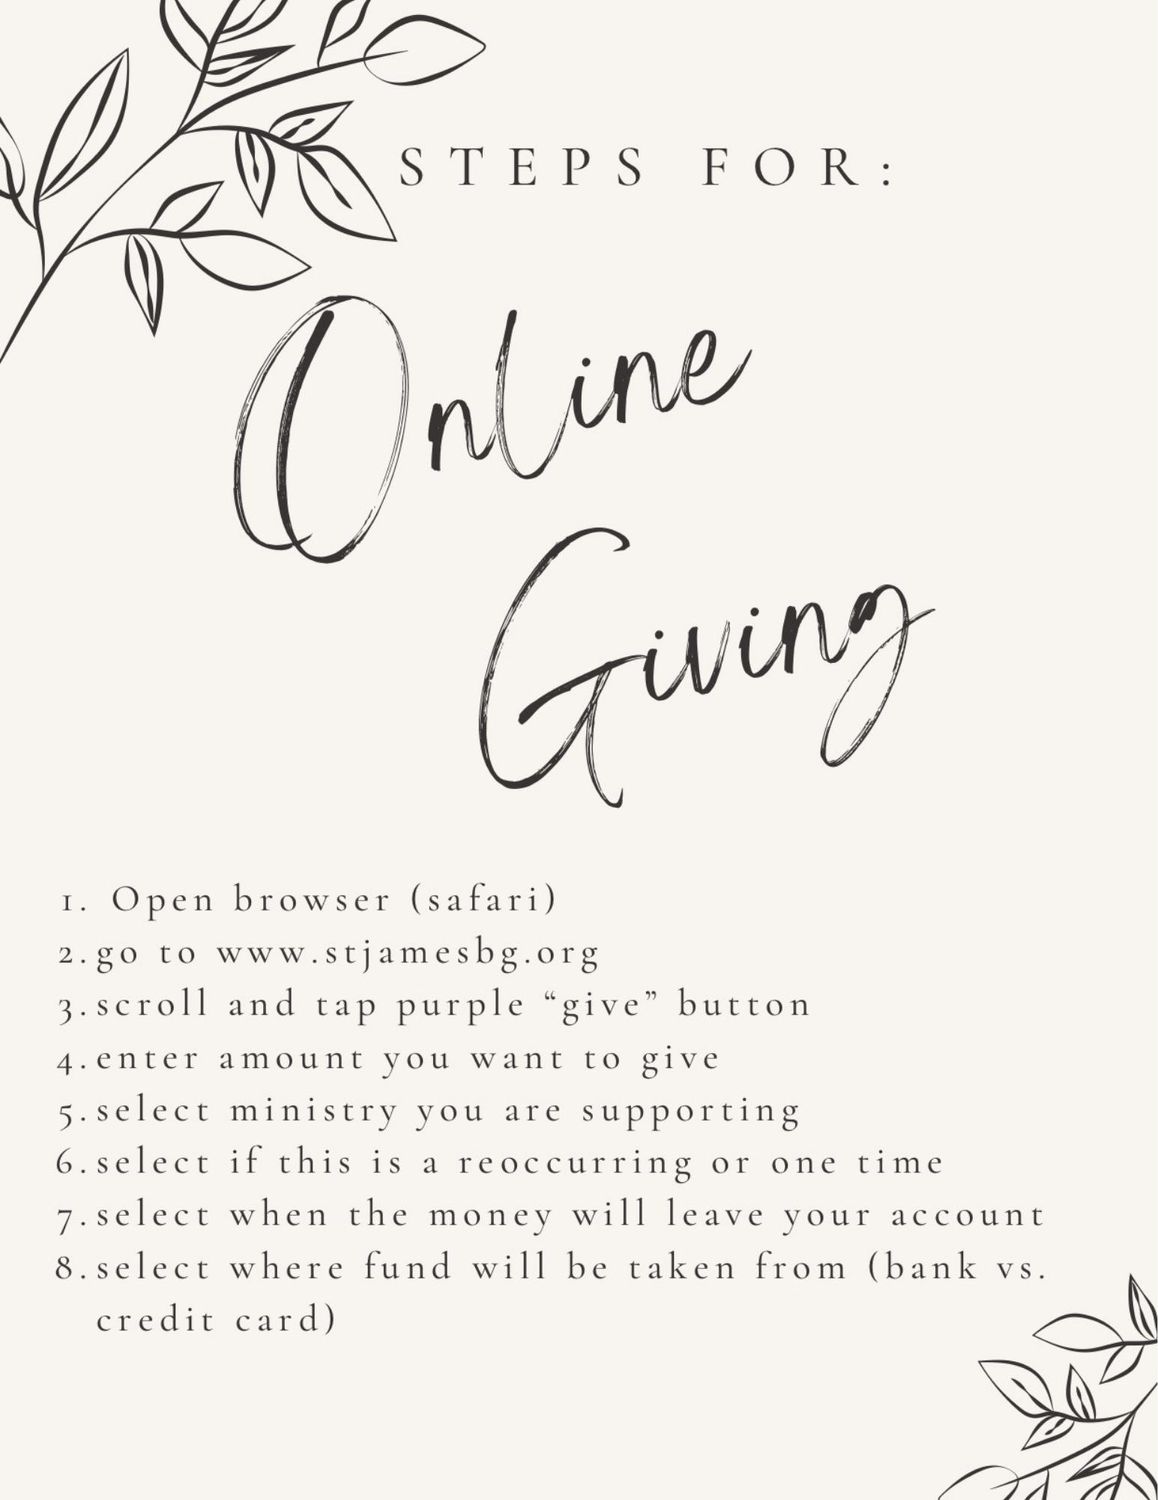 STEPS FOR:
Online
Giving
1. Open browser (safari)
2. go to www.stjamesbg.org
3. scroll and tap purple “give” button
4. enter amount you want to give
5. select ministry you are supporting
6. select if this is a reoccurring or one time
7. select when the money will leave your account
8. select where fund will be taken from (bank vs.
credit card)